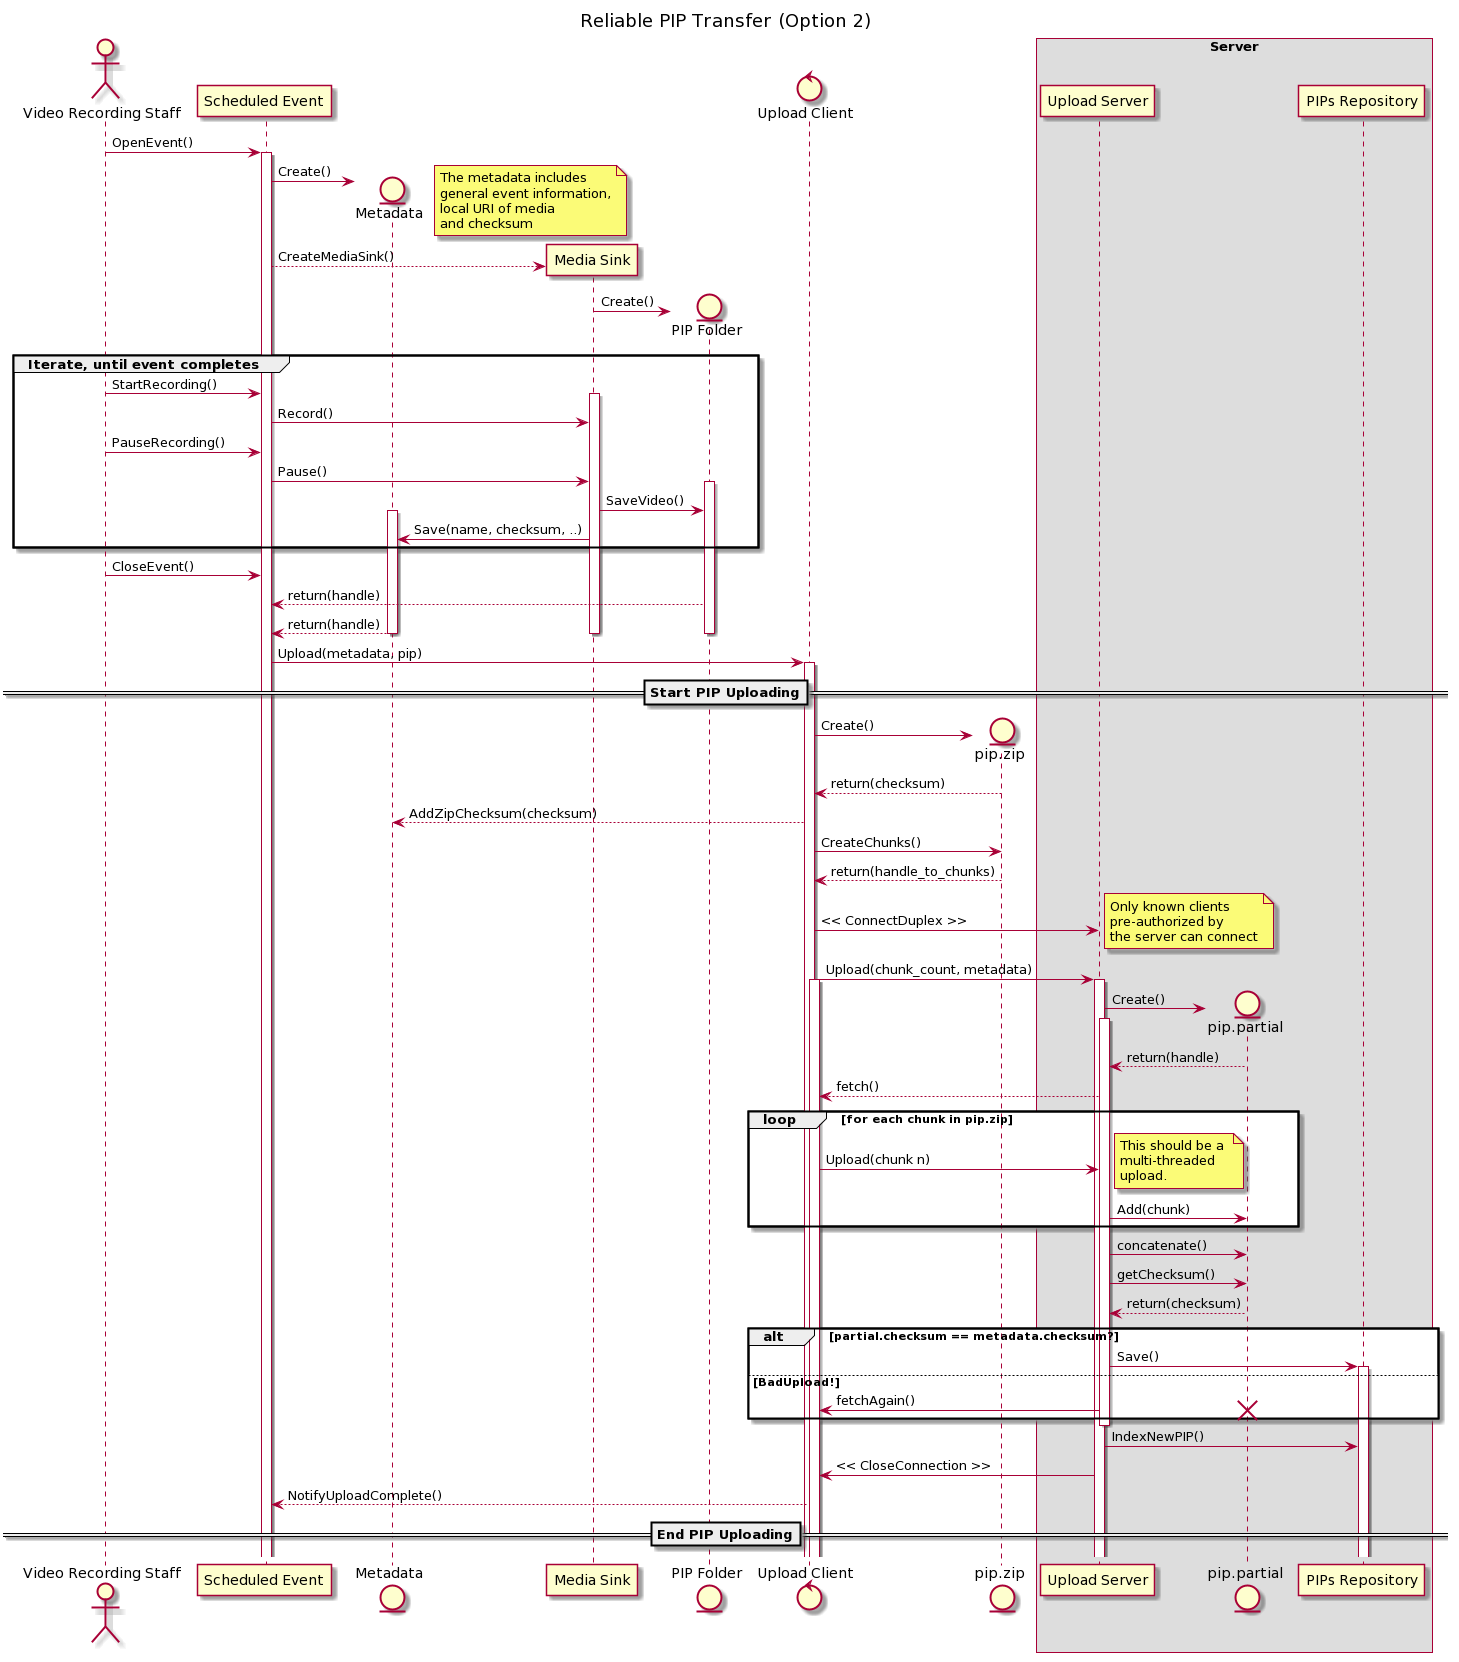 Reliable PIP Transfer (Option 2)
Server
Video Recording Staff
Scheduled Event
Upload Client
Upload Server
PIPs Repository
OpenEvent()
Create()
Metadata
The metadata includes
general event information,
local URI of media
and checksum
CreateMediaSink()
Media Sink
Create()
PIP Folder
Iterate, until event completes
StartRecording()
Record()
PauseRecording()
Pause()
SaveVideo()
Save(name, checksum, ..)
CloseEvent()
return(handle)
return(handle)
Upload(metadata, pip)
Start PIP Uploading
Create()
pip.zip
return(checksum)
AddZipChecksum(checksum)
CreateChunks()
return(handle_to_chunks)
Only known clients
pre-authorized by
the server can connect
<< ConnectDuplex >>
Upload(chunk_count, metadata)
Create()
pip.partial
return(handle)
fetch()
loop
[for each chunk in pip.zip]
This should be a
multi-threaded
upload.
Upload(chunk n)
Add(chunk)
concatenate()
getChecksum()
return(checksum)
alt
[partial.checksum == metadata.checksum?]
Save()
[BadUpload!]
fetchAgain()
IndexNewPIP()
<< CloseConnection >>
NotifyUploadComplete()
End PIP Uploading
Video Recording Staff
Scheduled Event
Metadata
Media Sink
PIP Folder
Upload Client
pip.zip
Upload Server
pip.partial
PIPs Repository